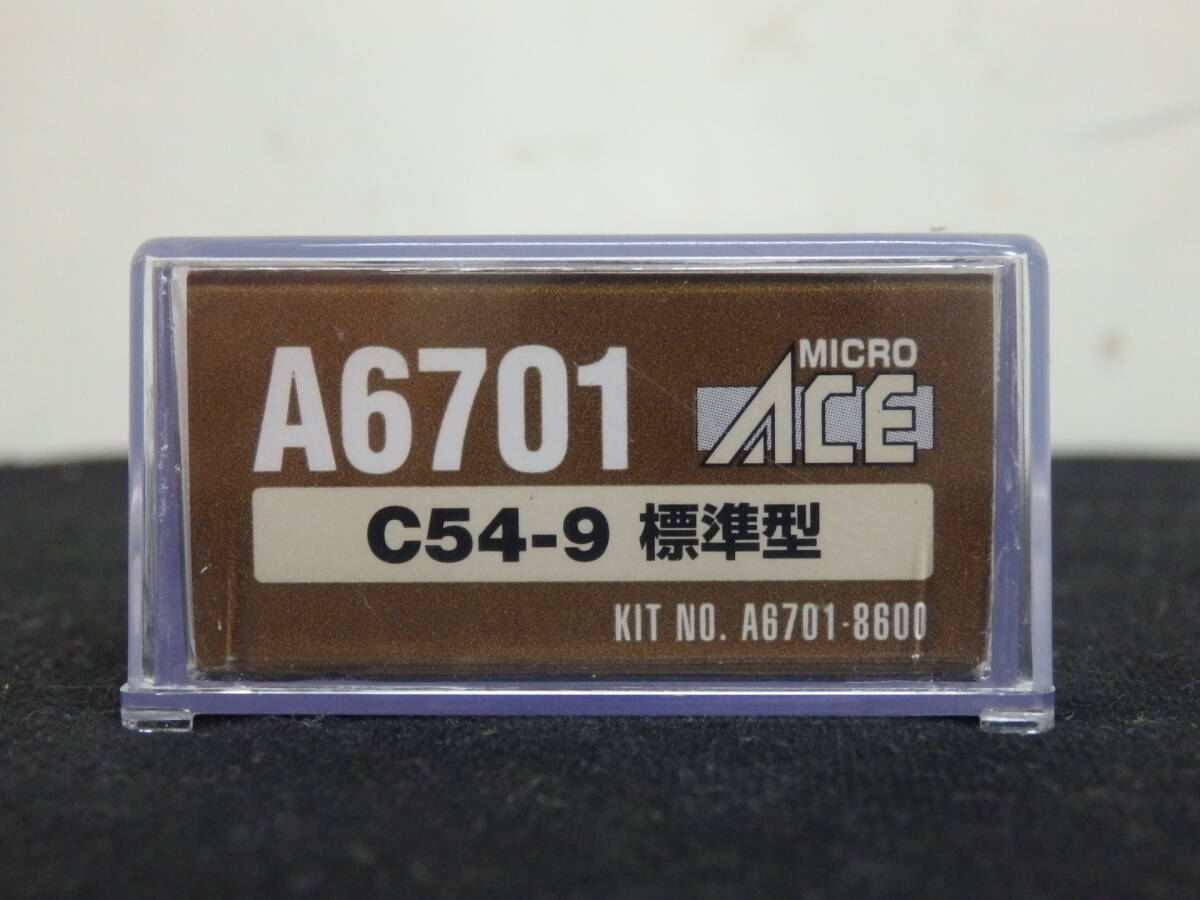 A6701
MICRO
ACE
C54-9 標準型
KIT NO. A6701-8600